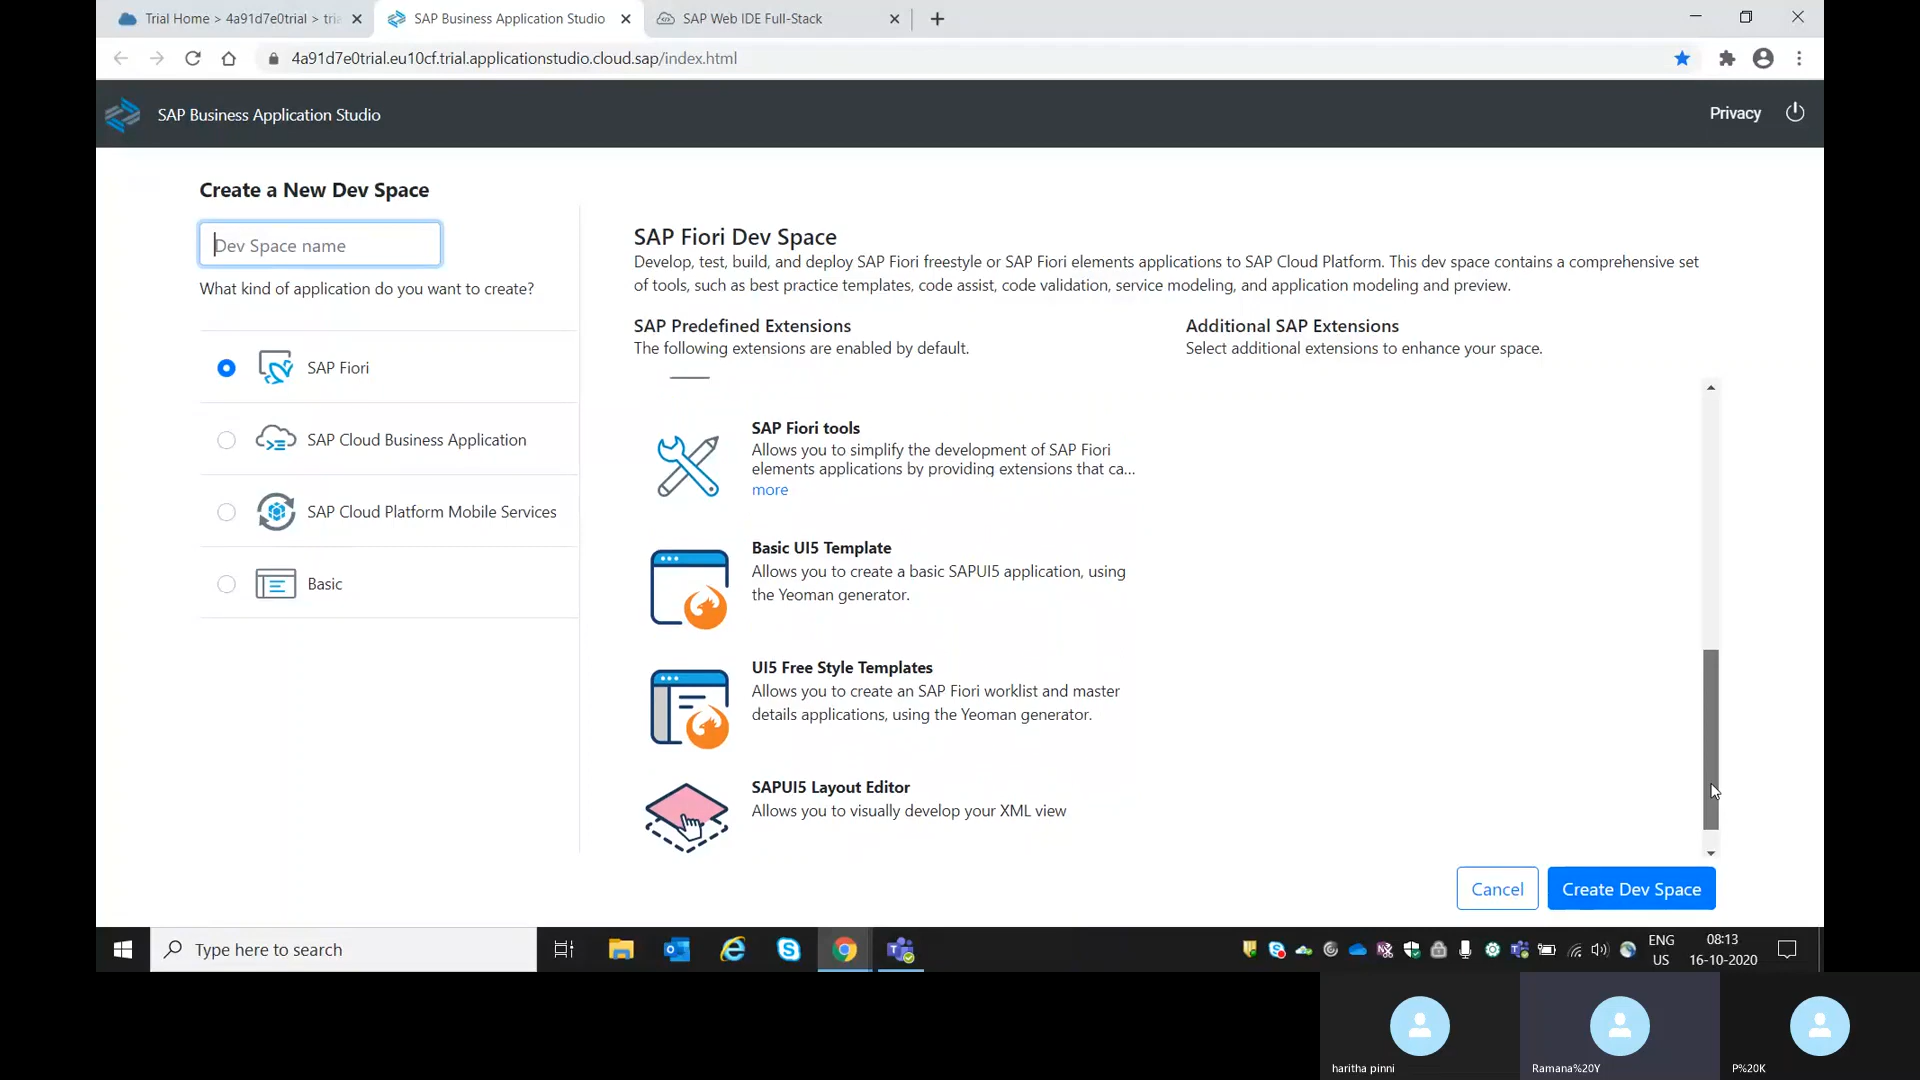 Trial Home > 4a91d7e0trial > tria
SAP Business Application Studio
SAP Web IDE Full-Stack
4a91d7e0trial.eu10cf.trial.applicationstudio.cloud.sap/index.html
SAP Business Application Studio
Privacy
Create a New Dev Space
Dev Space name
What kind of application do you want to create?
SAP Fiori
SAP Cloud Business Application
SAP Cloud Platform Mobile Services
Basic
SAP Fiori Dev Space
Develop, test, build, and deploy SAP Fiori freestyle or SAP Fiori elements applications to SAP Cloud Platform. This dev space contains a comprehensive set
of tools, such as best practice templates, code assist, code validation, service modeling, and application modeling and preview.
SAP Predefined Extensions
The following extensions are enabled by default.
Additional SAP Extensions
Select additional extensions to enhance your space.
SAP Fiori tools
Allows you to simplify the development of SAP Fiori
elements applications by providing extensions that ca...
more
Basic UI5 Template
Allows you to create a basic SAPUI5 application, using
the Yeoman generator.
UI5 Free Style Templates
Allows you to create an SAP Fiori worklist and master
details applications, using the Yeoman generator.
SAPUI5 Layout Editor
Allows you to visually develop your XML view
Cancel
Create Dev Space
Type here to search
ENG
US
08:13
16-10-2020
haritha pinni
Ramana%20Y
P%20K